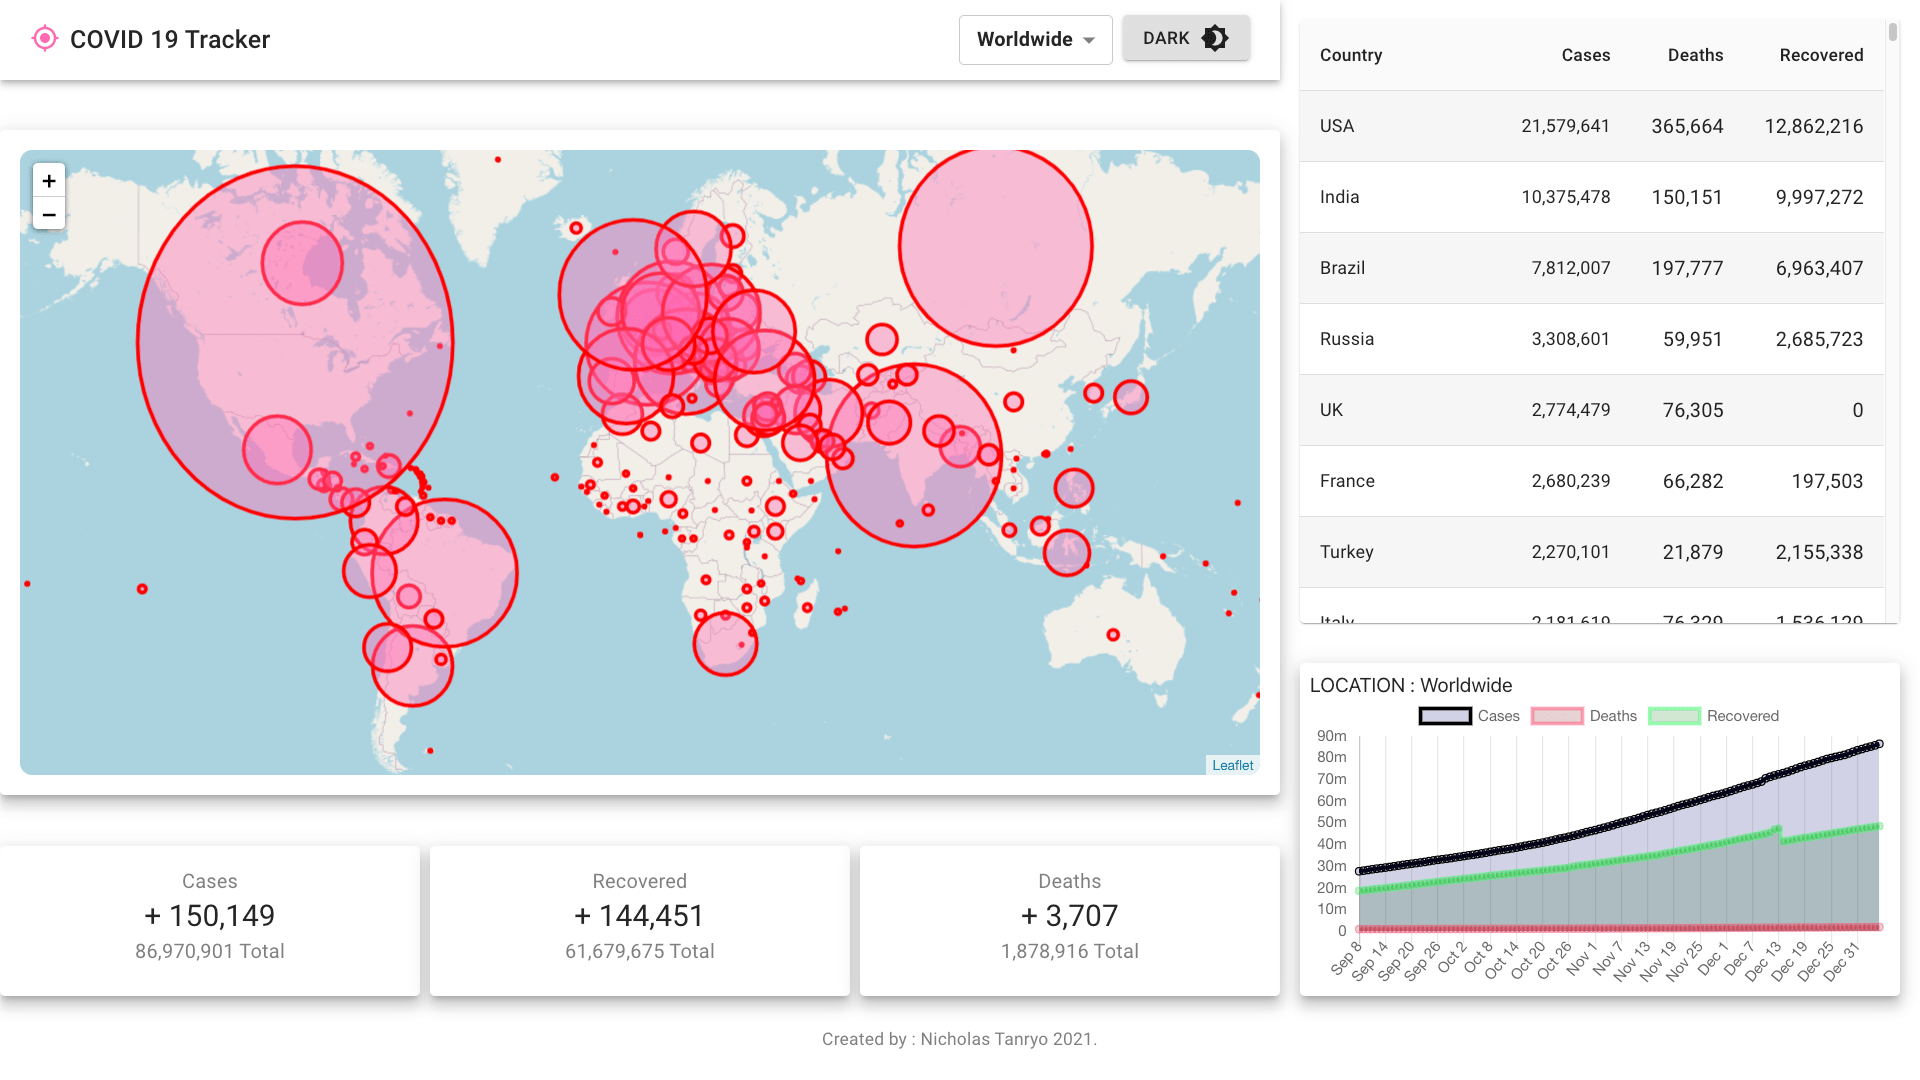 COVID 19 Tracker
Worldwide
DARK
+
−
Leaflet
Cases
+ 150,149
86,970,901 Total
Recovered
+ 144,451
61,679,675 Total
Deaths
+ 3,707
1,878,916 Total
Country Cases Deaths Recovered
USA 21,579,641 365,664 12,862,216
India 10,375,478 150,151 9,997,272
Brazil 7,812,007 197,777 6,963,407
Russia 3,308,601 59,951 2,685,723
UK 2,774,479 76,305 0
France 2,680,239 66,282 197,503
Turkey 2,270,101 21,879 2,155,338
Italy 2,181,619 76,329 1,536,129
LOCATION : Worldwide
Cases Deaths Recovered
90m
80m
70m
60m
50m
40m
30m
20m
10m
0
Sep 8 Sep 14 Sep 20 Sep 26 Oct 2 Oct 8 Oct 14 Oct 20 Oct 26 Nov 1 Nov 7 Nov 13 Nov 19 Nov 25 Dec 1 Dec 7 Dec 13 Dec 19 Dec 25 Dec 31
Created by : Nicholas Tanryo 2021.